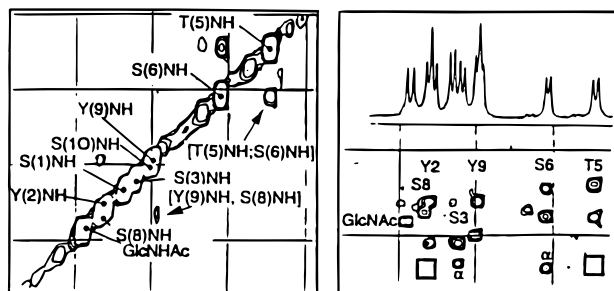 T(5)NH
S(6)NH
Y(9)NH
S(10)NH
S(1)NH
Y(2)NH
[T(5)NH;S(6)NH]
S(3)NH
[Y(9)NH, S(8)NH]
S(8)NH
GlcNHAc
Y2 Y9 S6 T5
S8
GlcNAc S3
α α